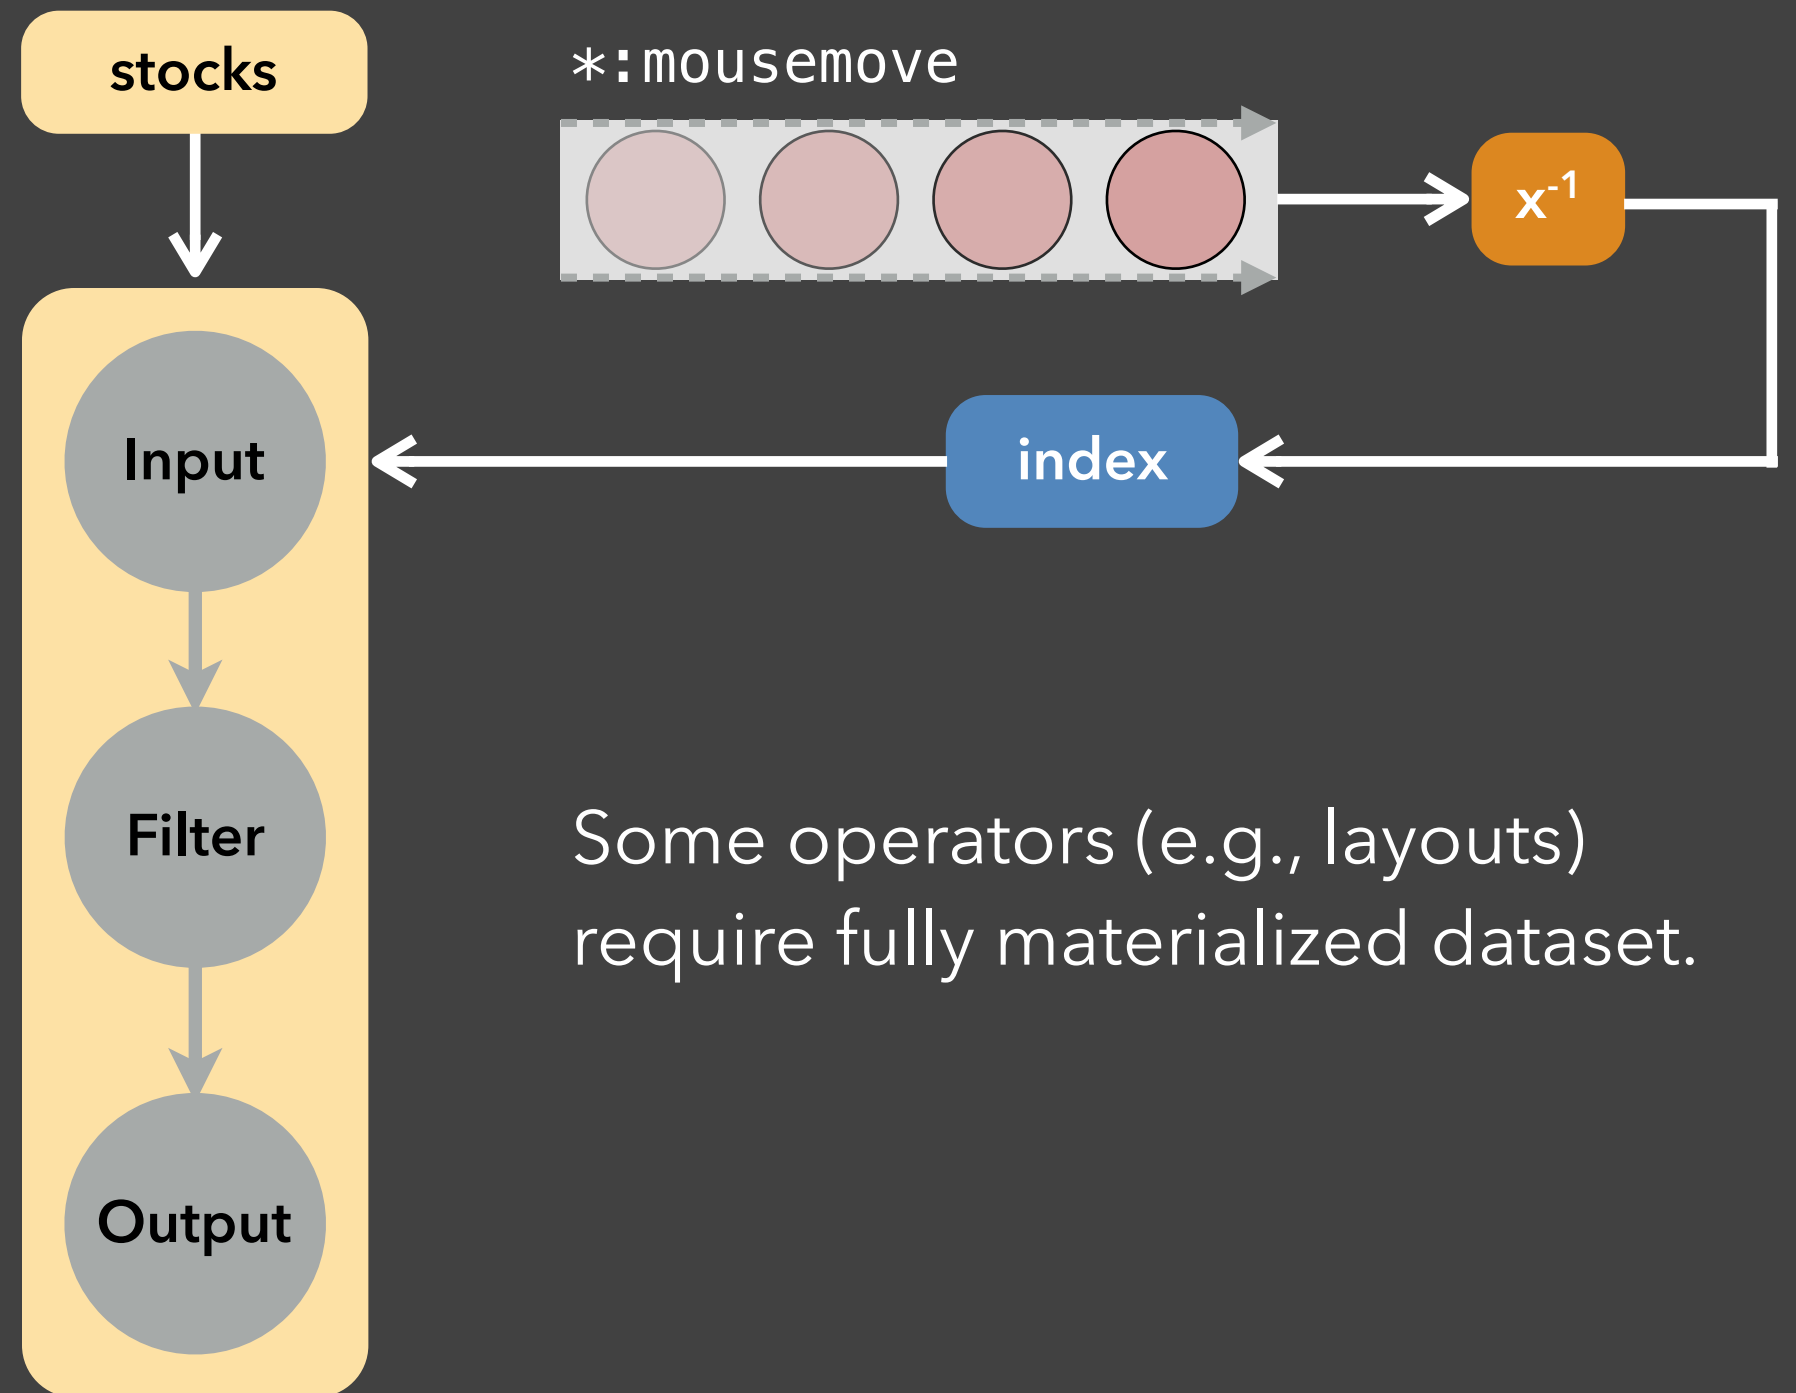 stocks
*:mousemove
x⁻¹
Input
index
Filter
Some operators (e.g., layouts)
require fully materialized dataset.
Output